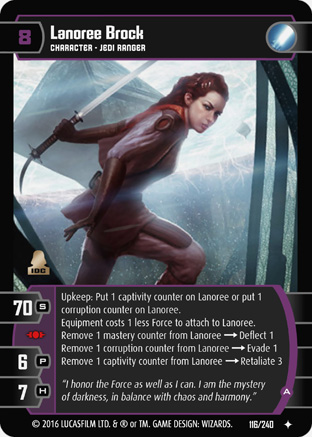 8
Lanoree Brock
CHARACTER • JEDI RANGER
IDC
70 S
6 P
7 H
Upkeep: Put 1 captivity counter on Lanoree or put 1
corruption counter on Lanoree.
Equipment costs 1 less Force to attach to Lanoree.
Remove 1 mastery counter from Lanoree → Deflect 1
Remove 1 corruption counter from Lanoree → Evade 1
Remove 1 captivity counter from Lanoree → Retaliate 3
"I honor the Force as well as I can. I am the mystery
of darkness, in balance with chaos and harmony."
A
© 2016 LUCASFILM LTD. & ® or TM. GAME DESIGN: WIZARDS.
116/240